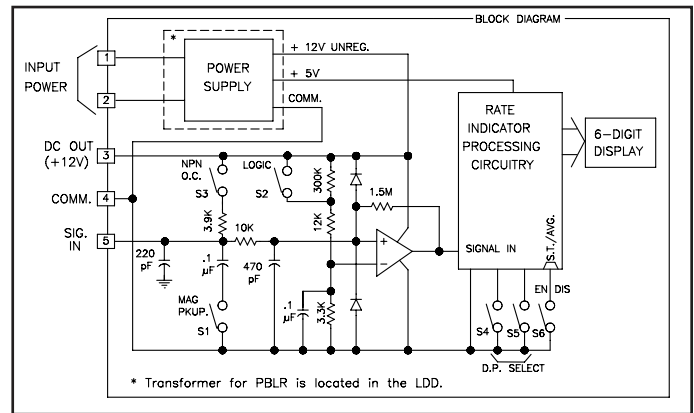 BLOCK DIAGRAM
*
+ 12V UNREG.
+ 5V
COMM.
1
2
INPUT
POWER
POWER
SUPPLY
RATE
INDICATOR
PROCESSING
CIRCUITRY
6-DIGIT
DISPLAY
DC OUT
(+12V)
3
NPN
O.C.
S3
LOGIC
S2
300K
1.5M
COMM.
4
3.9K
12K
SIG.
IN
5
10K
+
−
SIGNAL IN
S.T./AVG.
220
pF
.1
µF
470
pF
MAG
PKUP.
S1
.1
µF
3.3K
EN
DIS
S4
S5
S6
D.P. SELECT
* Transformer for PBLR is located in the LDD.